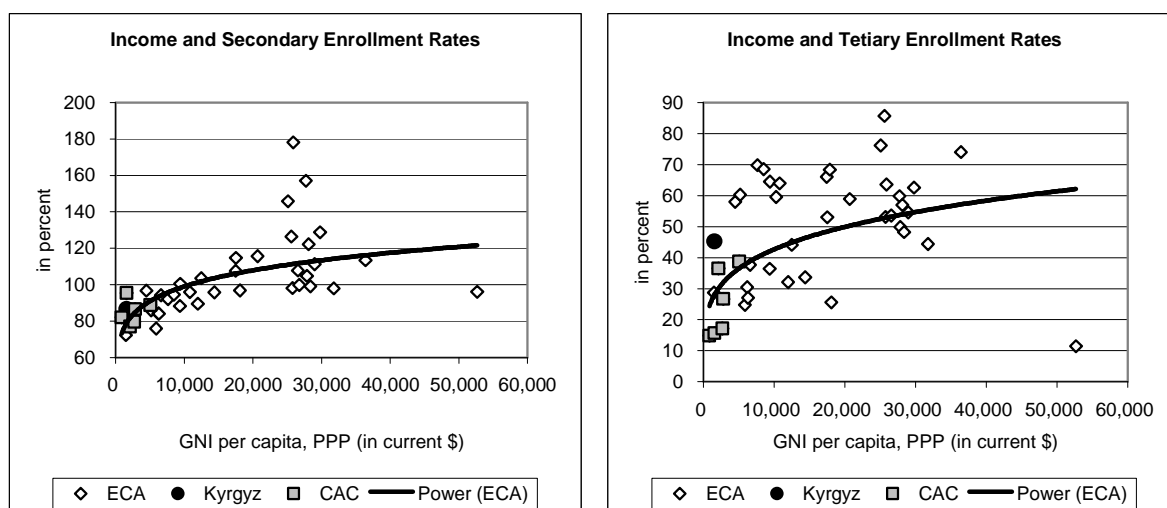 Income and Secondary Enrollment Rates
200
180
160
140
120
100
80
60
in percent
0 10,000 20,000 30,000 40,000 50,000 60,000
GNI per capita, PPP (in current $)
ECA Kyrgyz CAC Power (ECA)
Income and Tetiary Enrollment Rates
90
80
70
60
50
40
30
20
10
0
in percent
0 10,000 20,000 30,000 40,000 50,000 60,000
GNI per capita, PPP (in current $)
ECA Kyrgyz CAC Power (ECA)